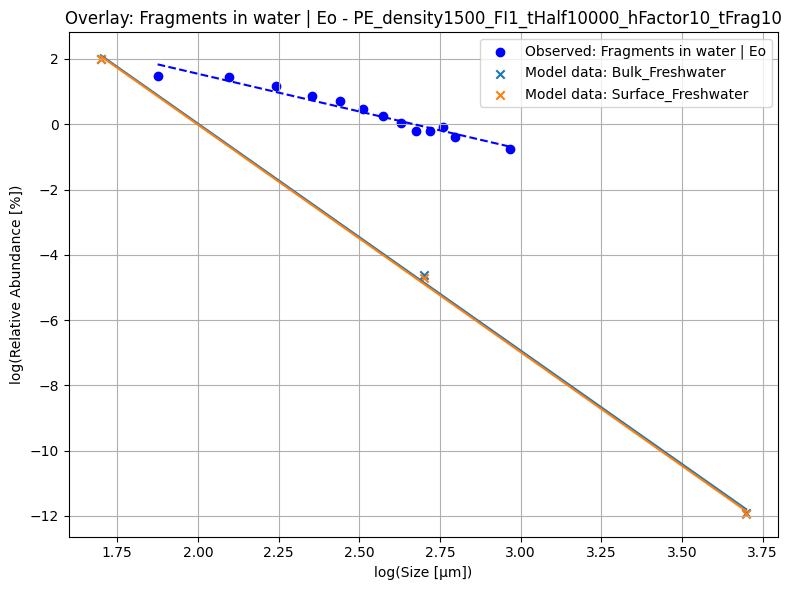 Overlay: Fragments in water | Eo - PE_density1500_FI1_tHalf10000_hFactor10_tFrag10
Observed: Fragments in water | Eo
Model data: Bulk_Freshwater
Model data: Surface_Freshwater
log(Relative Abundance [%])
2
0
−2
−4
−6
−8
−10
−12
1.75
2.00
2.25
2.50
2.75
3.00
3.25
3.50
3.75
log(Size [μm])